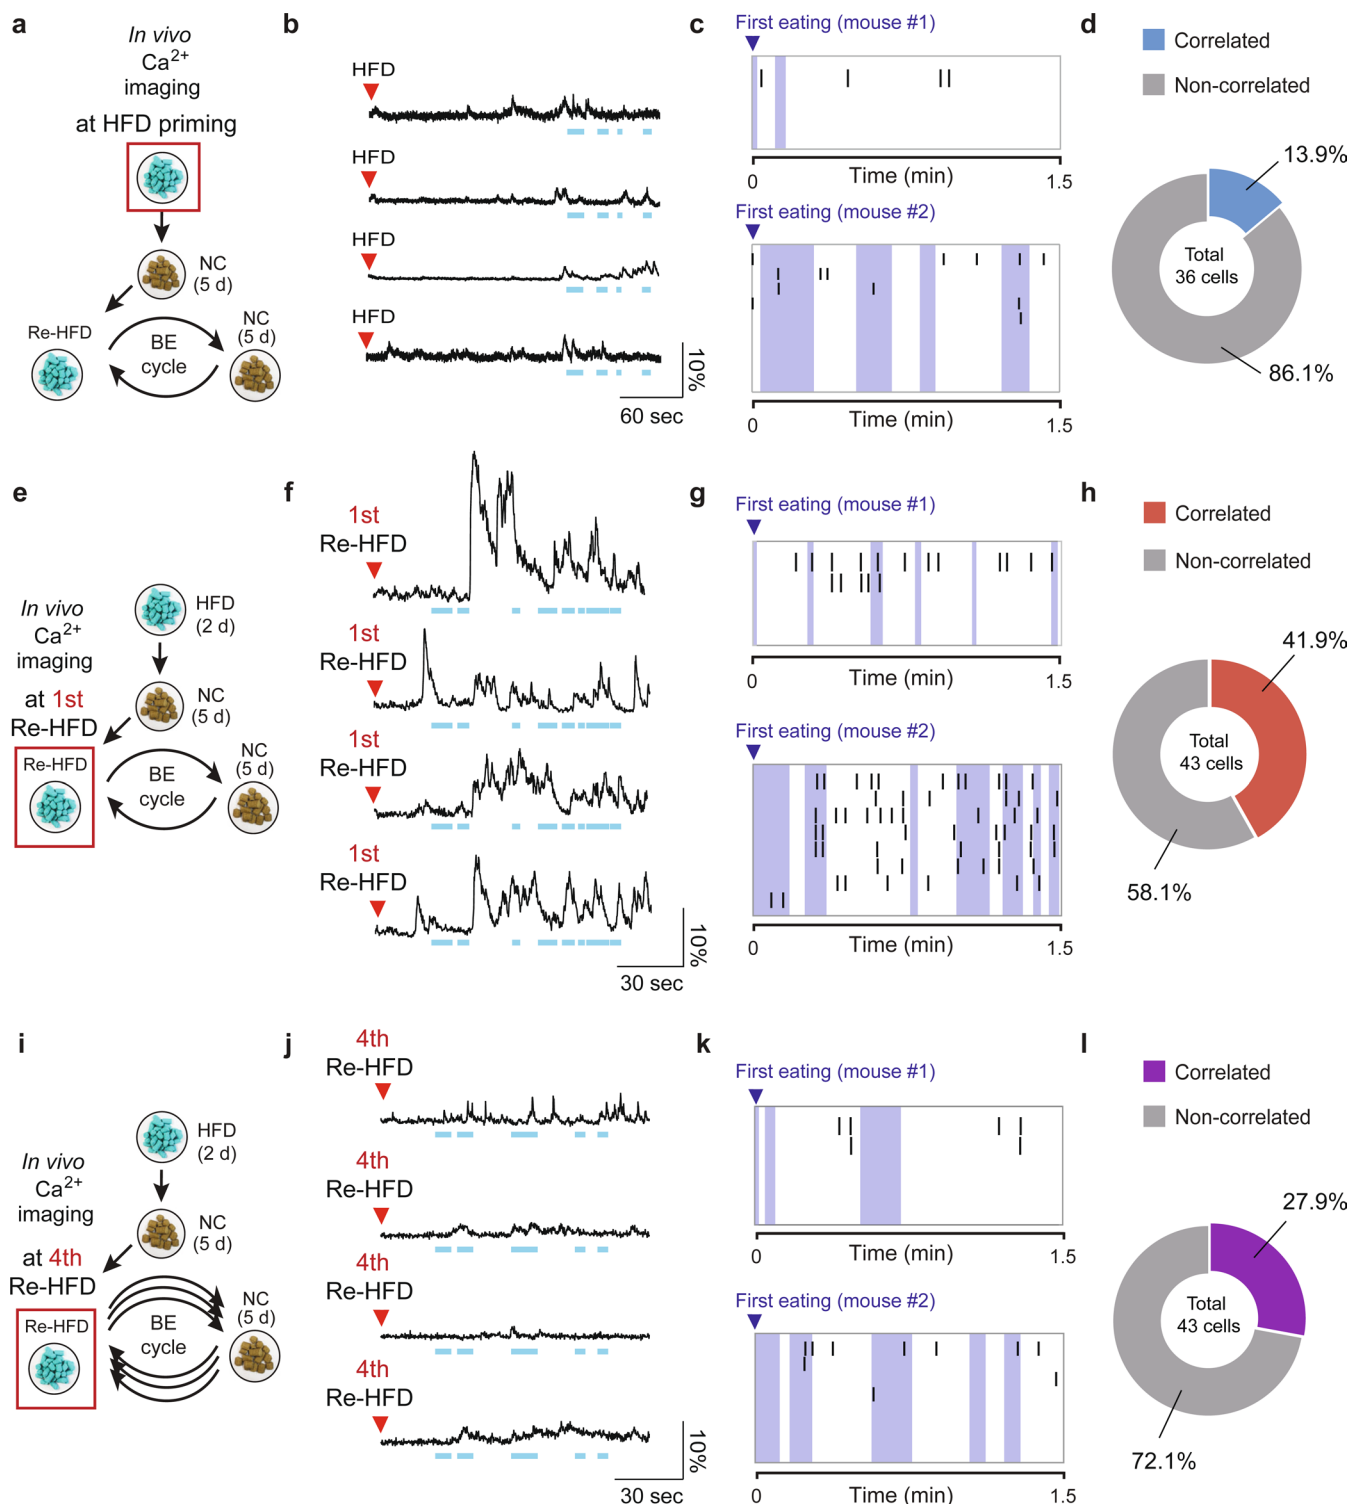 a
In vivo
Ca2+
imaging
at HFD priming
NC
(5 d)
Re-HFD
BE
cycle
NC
(5 d)
b
HFD
HFD
HFD
HFD
10%
60 sec
c
First eating (mouse #1)
0
Time (min)
1.5
First eating (mouse #2)
0
Time (min)
1.5
d
Correlated
Non-correlated
13.9%
Total
36 cells
86.1%
e
In vivo
Ca2+
imaging
at 1st
Re-HFD
HFD
(2 d)
NC
(5 d)
Re-HFD
BE
cycle
NC
(5 d)
f
1st
Re-HFD
1st
Re-HFD
1st
Re-HFD
1st
Re-HFD
10%
30 sec
g
First eating (mouse #1)
0
Time (min)
1.5
First eating (mouse #2)
0
Time (min)
1.5
h
Correlated
Non-correlated
41.9%
Total
43 cells
58.1%
i
In vivo
Ca2+
imaging
at 4th
Re-HFD
HFD
(2 d)
NC
(5 d)
Re-HFD
BE
cycle
NC
(5 d)
j
4th
Re-HFD
4th
Re-HFD
4th
Re-HFD
4th
Re-HFD
10%
30 sec
k
First eating (mouse #1)
0
Time (min)
1.5
First eating (mouse #2)
0
Time (min)
1.5
l
Correlated
Non-correlated
27.9%
Total
43 cells
72.1%